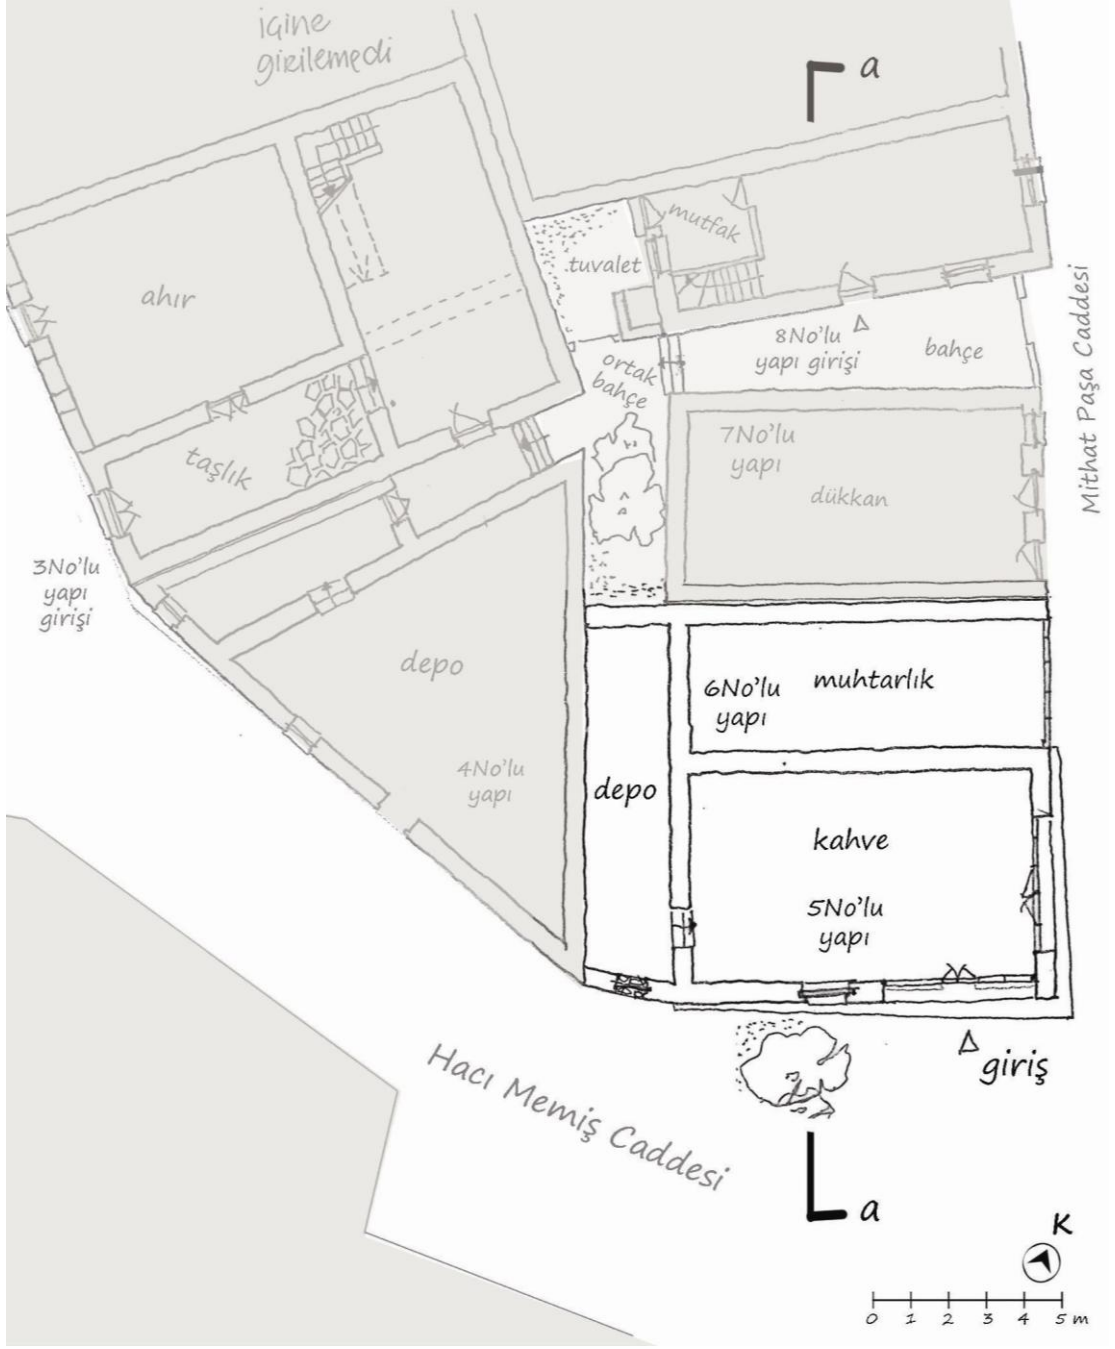 içine
girilemedi
a
mutfak
tuvalet
ahır
8No'lu
yapı girişi
bahçe
ortak
bahçe
Mithat Paşa Caddesi
7No'lu
yapı
dükkan
taşlık
3No'lu
yapı
girişi
depo
6No'lu
yapı
muhtarlık
4No'lu
yapı
depo
kahve
5No'lu
yapı
giriş
Hacı Memiş Caddesi
a
K
0 1 2 3 4 5 m